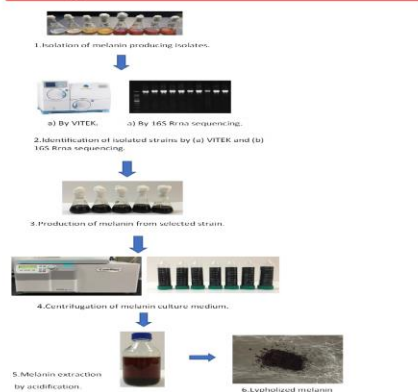 1.Isolation of melanin producing isolates.
a) By VITEK. a) By 16S Rrna sequencing.
2.Identification of isolated strains by (a) VITEK and (b)
16S Rrna sequencing.
3.Production of melanin from selected strain.
4.Centrifugation of melanin culture medium.
5.Melanin extraction
by acidification.
6.Lypholized melanin